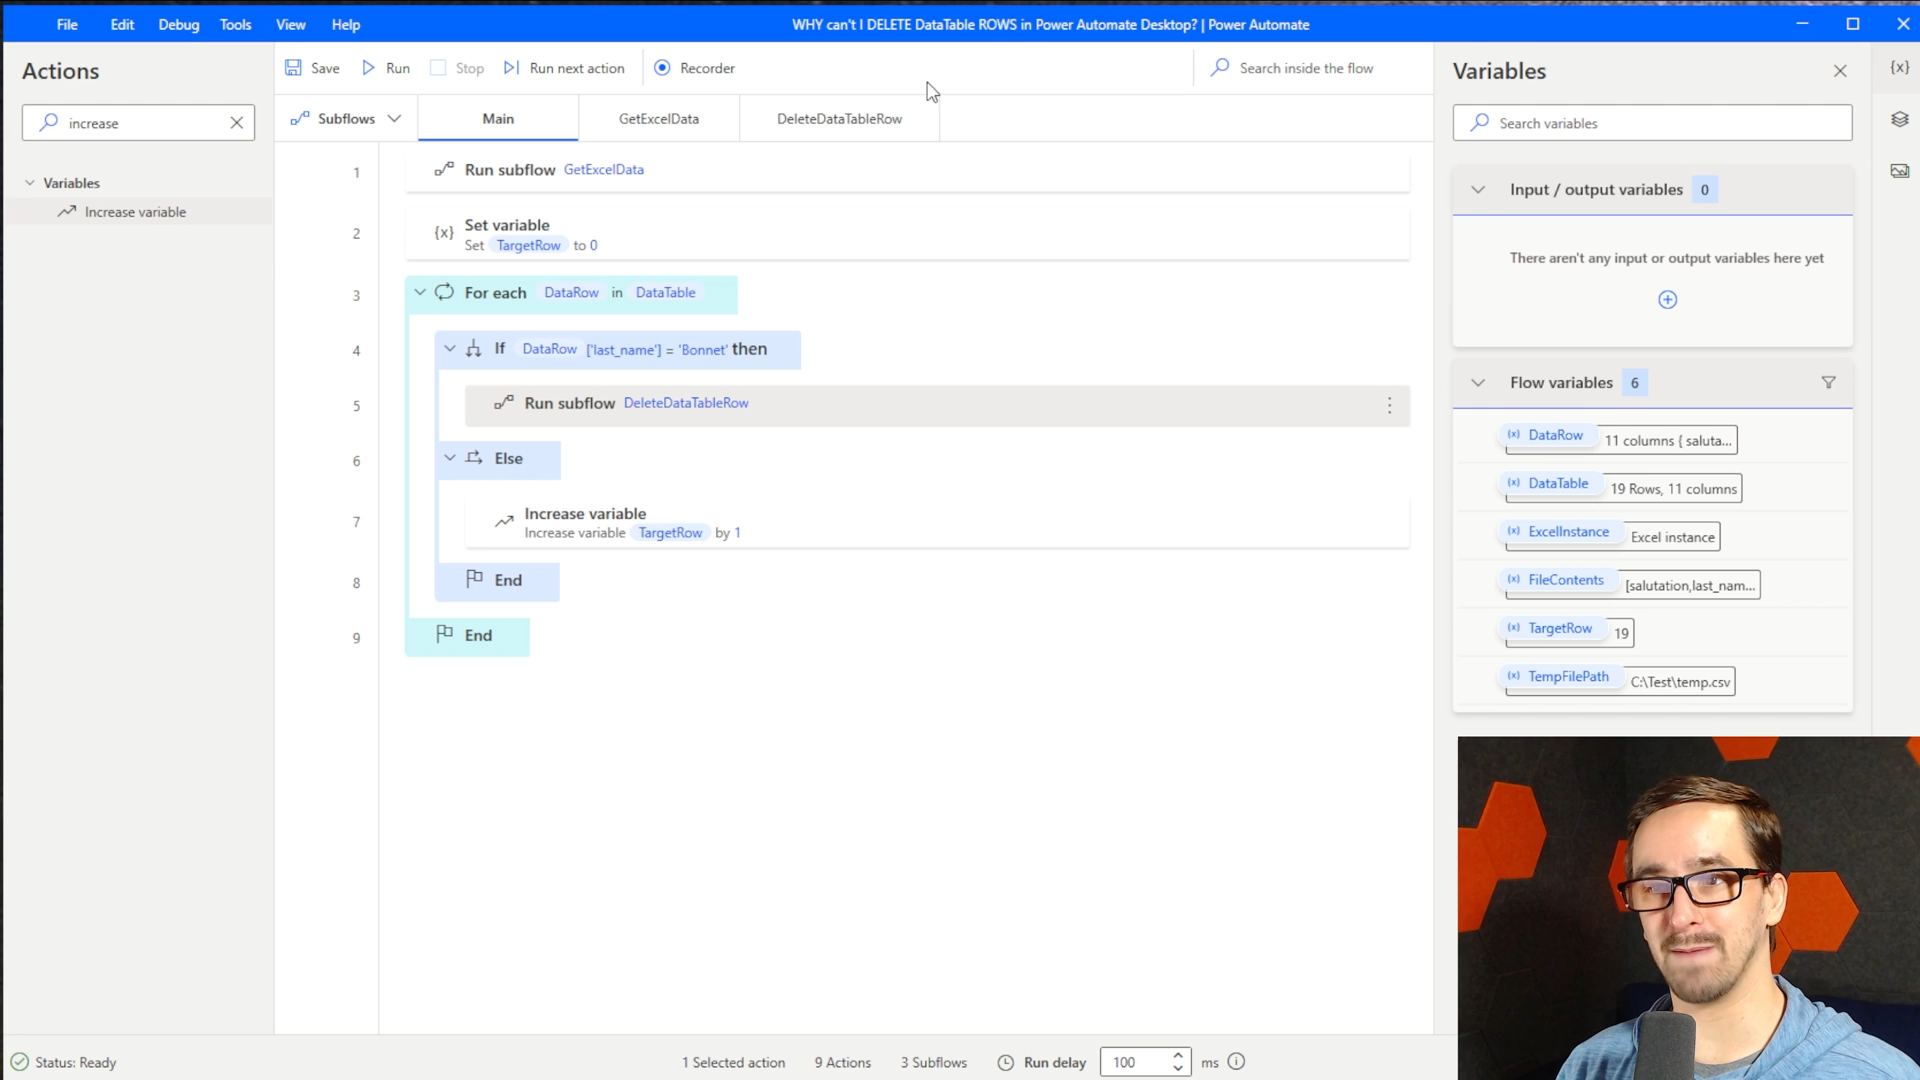 File Edit Debug Tools View Help
WHY can't I DELETE DataTable ROWS in Power Automate Desktop? | Power Automate
Actions
increase
Variables
Increase variable
Save Run Stop Run next action Recorder
Search inside the flow
Subflows Main GetExcelData DeleteDataTableRow
1 Run subflow GetExcelData
2 Set variable
Set TargetRow to 0
3 For each DataRow in DataTable
4 If DataRow ['last_name'] = 'Bonnet' then
5 Run subflow DeleteDataTableRow
6 Else
7 Increase variable
Increase variable TargetRow by 1
8 End
9 End
Variables
{x}
Search variables
Input / output variables 0
There aren't any input or output variables here yet
Flow variables 6
DataRow 11 columns { saluta...
DataTable 19 Rows, 11 columns
ExcelInstance Excel instance
FileContents [salutation,last_nam...
TargetRow 19
TempFilePath C:\Test\temp.csv
Status: Ready
1 Selected action 9 Actions 3 Subflows Run delay 100 ms